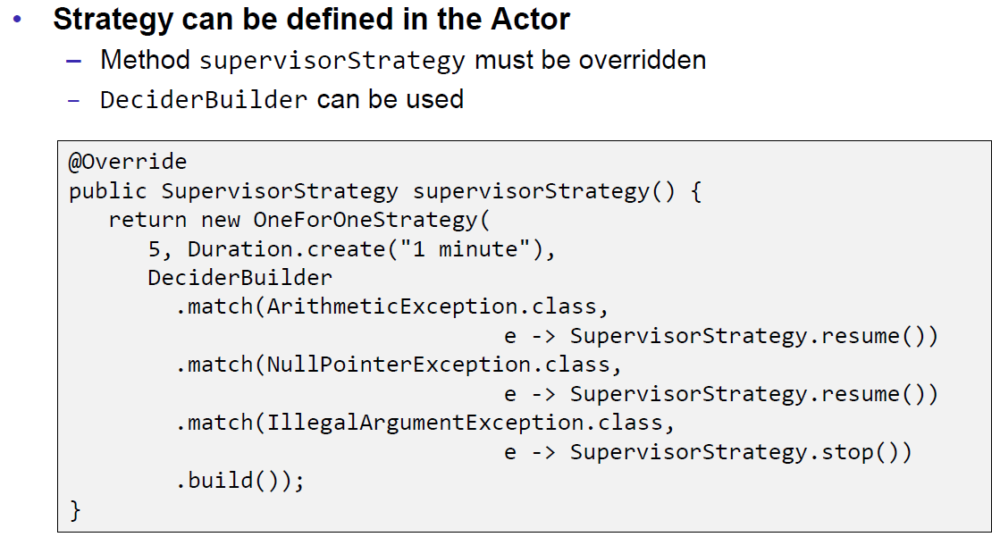 • Strategy can be defined in the Actor
– Method supervisorStrategy must be overridden
– DeciderBuilder can be used
@Override
public SupervisorStrategy supervisorStrategy() {
   return new OneForOneStrategy(
      5, Duration.create("1 minute"),
      DeciderBuilder
        .match(ArithmeticException.class,
                                 e -> SupervisorStrategy.resume())
        .match(NullPointerException.class,
                                 e -> SupervisorStrategy.resume())
        .match(IllegalArgumentException.class,
                                 e -> SupervisorStrategy.stop())
        .build());
}